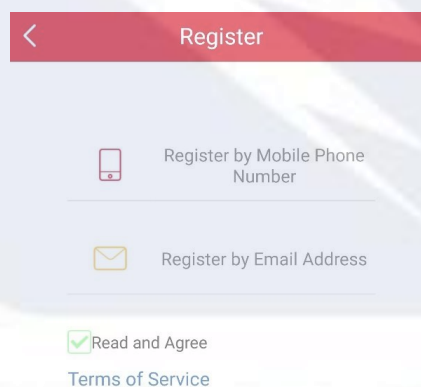 Register
Register by Mobile Phone
Number
Register by Email Address
Read and Agree
Terms of Service